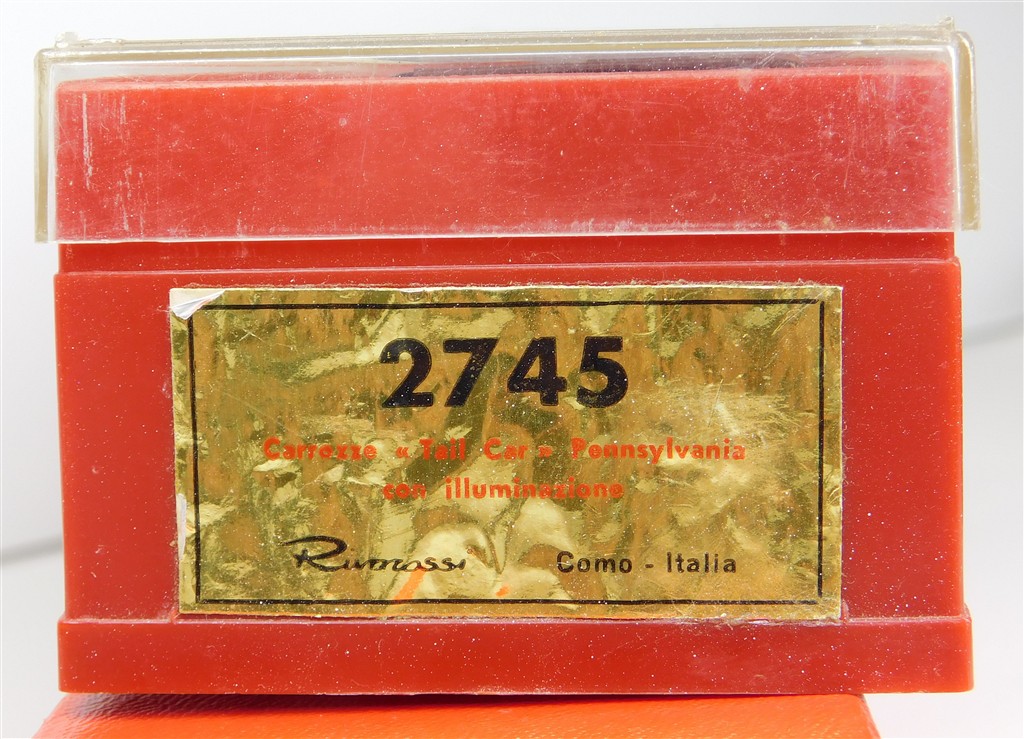 2745
Carrozze « Tail Car » Pennsylvania
con illuminazione
Rivarossi Como - Italia